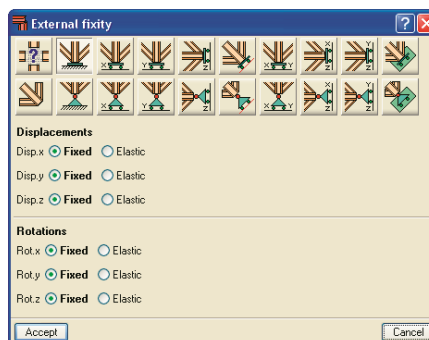 External fixity
Displacements
Disp.x Fixed Elastic
Disp.y Fixed Elastic
Disp.z Fixed Elastic
Rotations
Rot.x Fixed Elastic
Rot.y Fixed Elastic
Rot.z Fixed Elastic
Accept Cancel